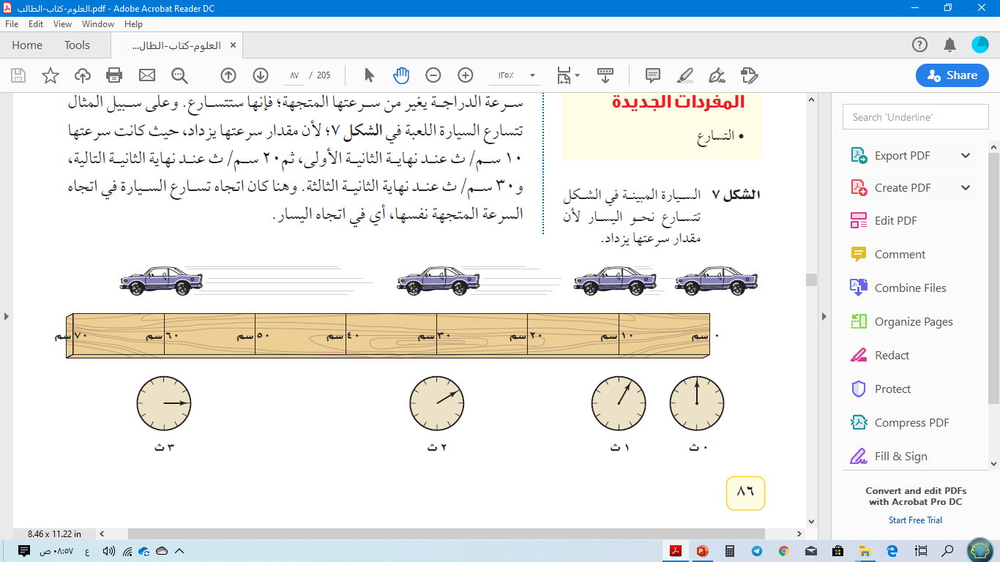 العلوم-كتاب-الطالب.pdf - Adobe Acrobat Reader DC
File Edit View Window Help
Home Tools العلوم-كتاب-الطال...
٨٧ / 205
١٢٥٪
Share
سرعة الدراجة يغير من سرعتها المتجهة؛ فإنها ستتسارع. وعلى سبيل المثال
تتسارع السيارة اللعبة في الشكل ٧؛ لأن مقدار سرعتها يزداد، حيث كانت سرعتها
١٠ سم/ ث عند نهاية الثانية الأولى، ثم ٢٠ سم/ ث عند نهاية الثانية التالية،
و٣٠ سم/ ث عند نهاية الثانية الثالثة. وهنا كان اتجاه تسارع السيارة في اتجاه
السرعة المتجهة نفسها، أي في اتجاه اليسار.
المفردات الجديدة
• التسارع
الشكل ٧ السيارة المبينة في الشكل
تتسارع نحو اليسار لأن
مقدار سرعتها يزداد.
٠ سم ١٠ سم ٢٠ سم ٣٠ سم ٤٠ سم ٥٠ سم ٦٠ سم ٧٠ سم
٠ ث ١ ث ٢ ث ٣ ث
٨٦
8.46 x 11.22 in
Search 'Underline'
Export PDF
Create PDF
Edit PDF
Comment
Combine Files
Organize Pages
Redact
Protect
Compress PDF
Fill & Sign
Convert and edit PDFs
with Acrobat Pro DC
Start Free Trial
٠٨:٥٧ ص
ع